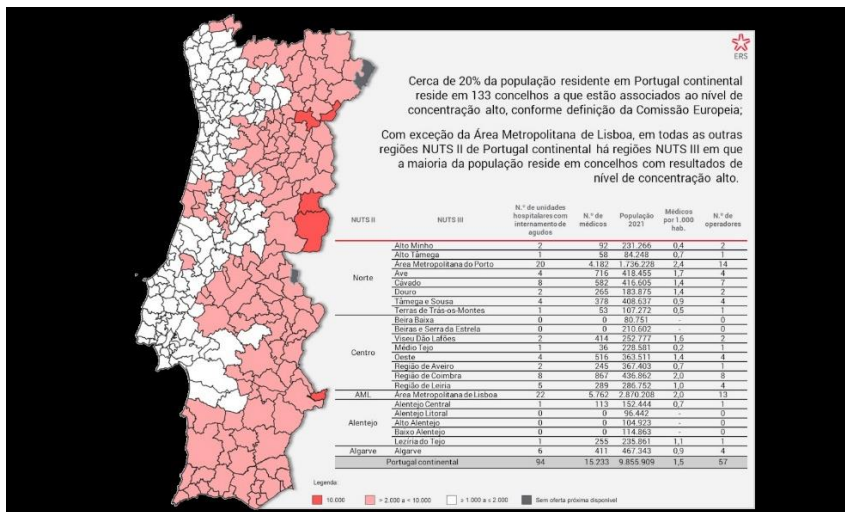 ERS
Cerca de 20% da população residente em Portugal continental
reside em 133 concelhos a que estão associados ao nível de
concentração alto, conforme definição da Comissão Europeia;
Com exceção da Área Metropolitana de Lisboa, em todas as outras
regiões NUTS II de Portugal continental há regiões NUTS III em que
a maioria da população reside em concelhos com resultados de
nível de concentração alto.
NUTS II NUTS III N.º de unidades hospitalares com internamento de agudos N.º de médicos População 2021 Médicos por 1.000 hab. N.º de operadores
Norte
Alto Minho 2 92 231.266 0,4 2
Alto Tâmega 1 58 84.248 0,7 1
Área Metropolitana do Porto 20 4.182 1.736.228 2,4 14
Ave 4 716 418.455 1,7 4
Cávado 8 582 416.605 1,4 7
Douro 2 265 183.875 1,4 2
Tâmega e Sousa 4 378 408.637 0,9 4
Terras de Trás-os-Montes 1 53 107.272 0,5 1
Centro
Beira Baixa 0 0 80.751 - 0
Beiras e Serra da Estrela 0 0 210.602 - 0
Viseu Dão Lafões 2 414 252.777 1,6 2
Médio Tejo 1 36 228.581 0,2 1
Oeste 4 516 363.511 1,4 4
Região de Aveiro 2 245 367.403 0,7 1
Região de Coimbra 8 867 436.862 2,0 8
Região de Leiria 5 289 286.752 1,0 4
AML Área Metropolitana de Lisboa 22 5.762 2.870.208 2,0 13
Alentejo
Alentejo Central 1 113 152.444 0,7 1
Alentejo Litoral 0 0 96.442 - 0
Alto Alentejo 0 0 104.923 - 0
Baixo Alentejo 0 0 114.863 - 0
Lezíria do Tejo 1 255 235.861 1,1 1
Algarve Algarve 6 411 467.343 0,9 4
Portugal continental 94 15.233 9.855.909 1,5 57
Legenda:
10.000 > 2.000 a < 10.000 ≥ 1.000 a ≤ 2.000 Sem oferta próxima disponível